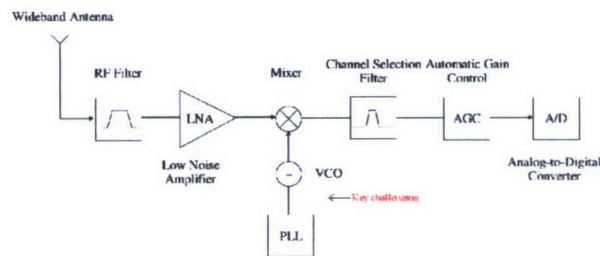 Wideband Antenna
RF Filter
LNA
Low Noise
Amplifier
Mixer
VCO
PLL
Channel Selection
Filter
Automatic Gain
Control
AGC
A/D
Analog-to-Digital
Converter
Key